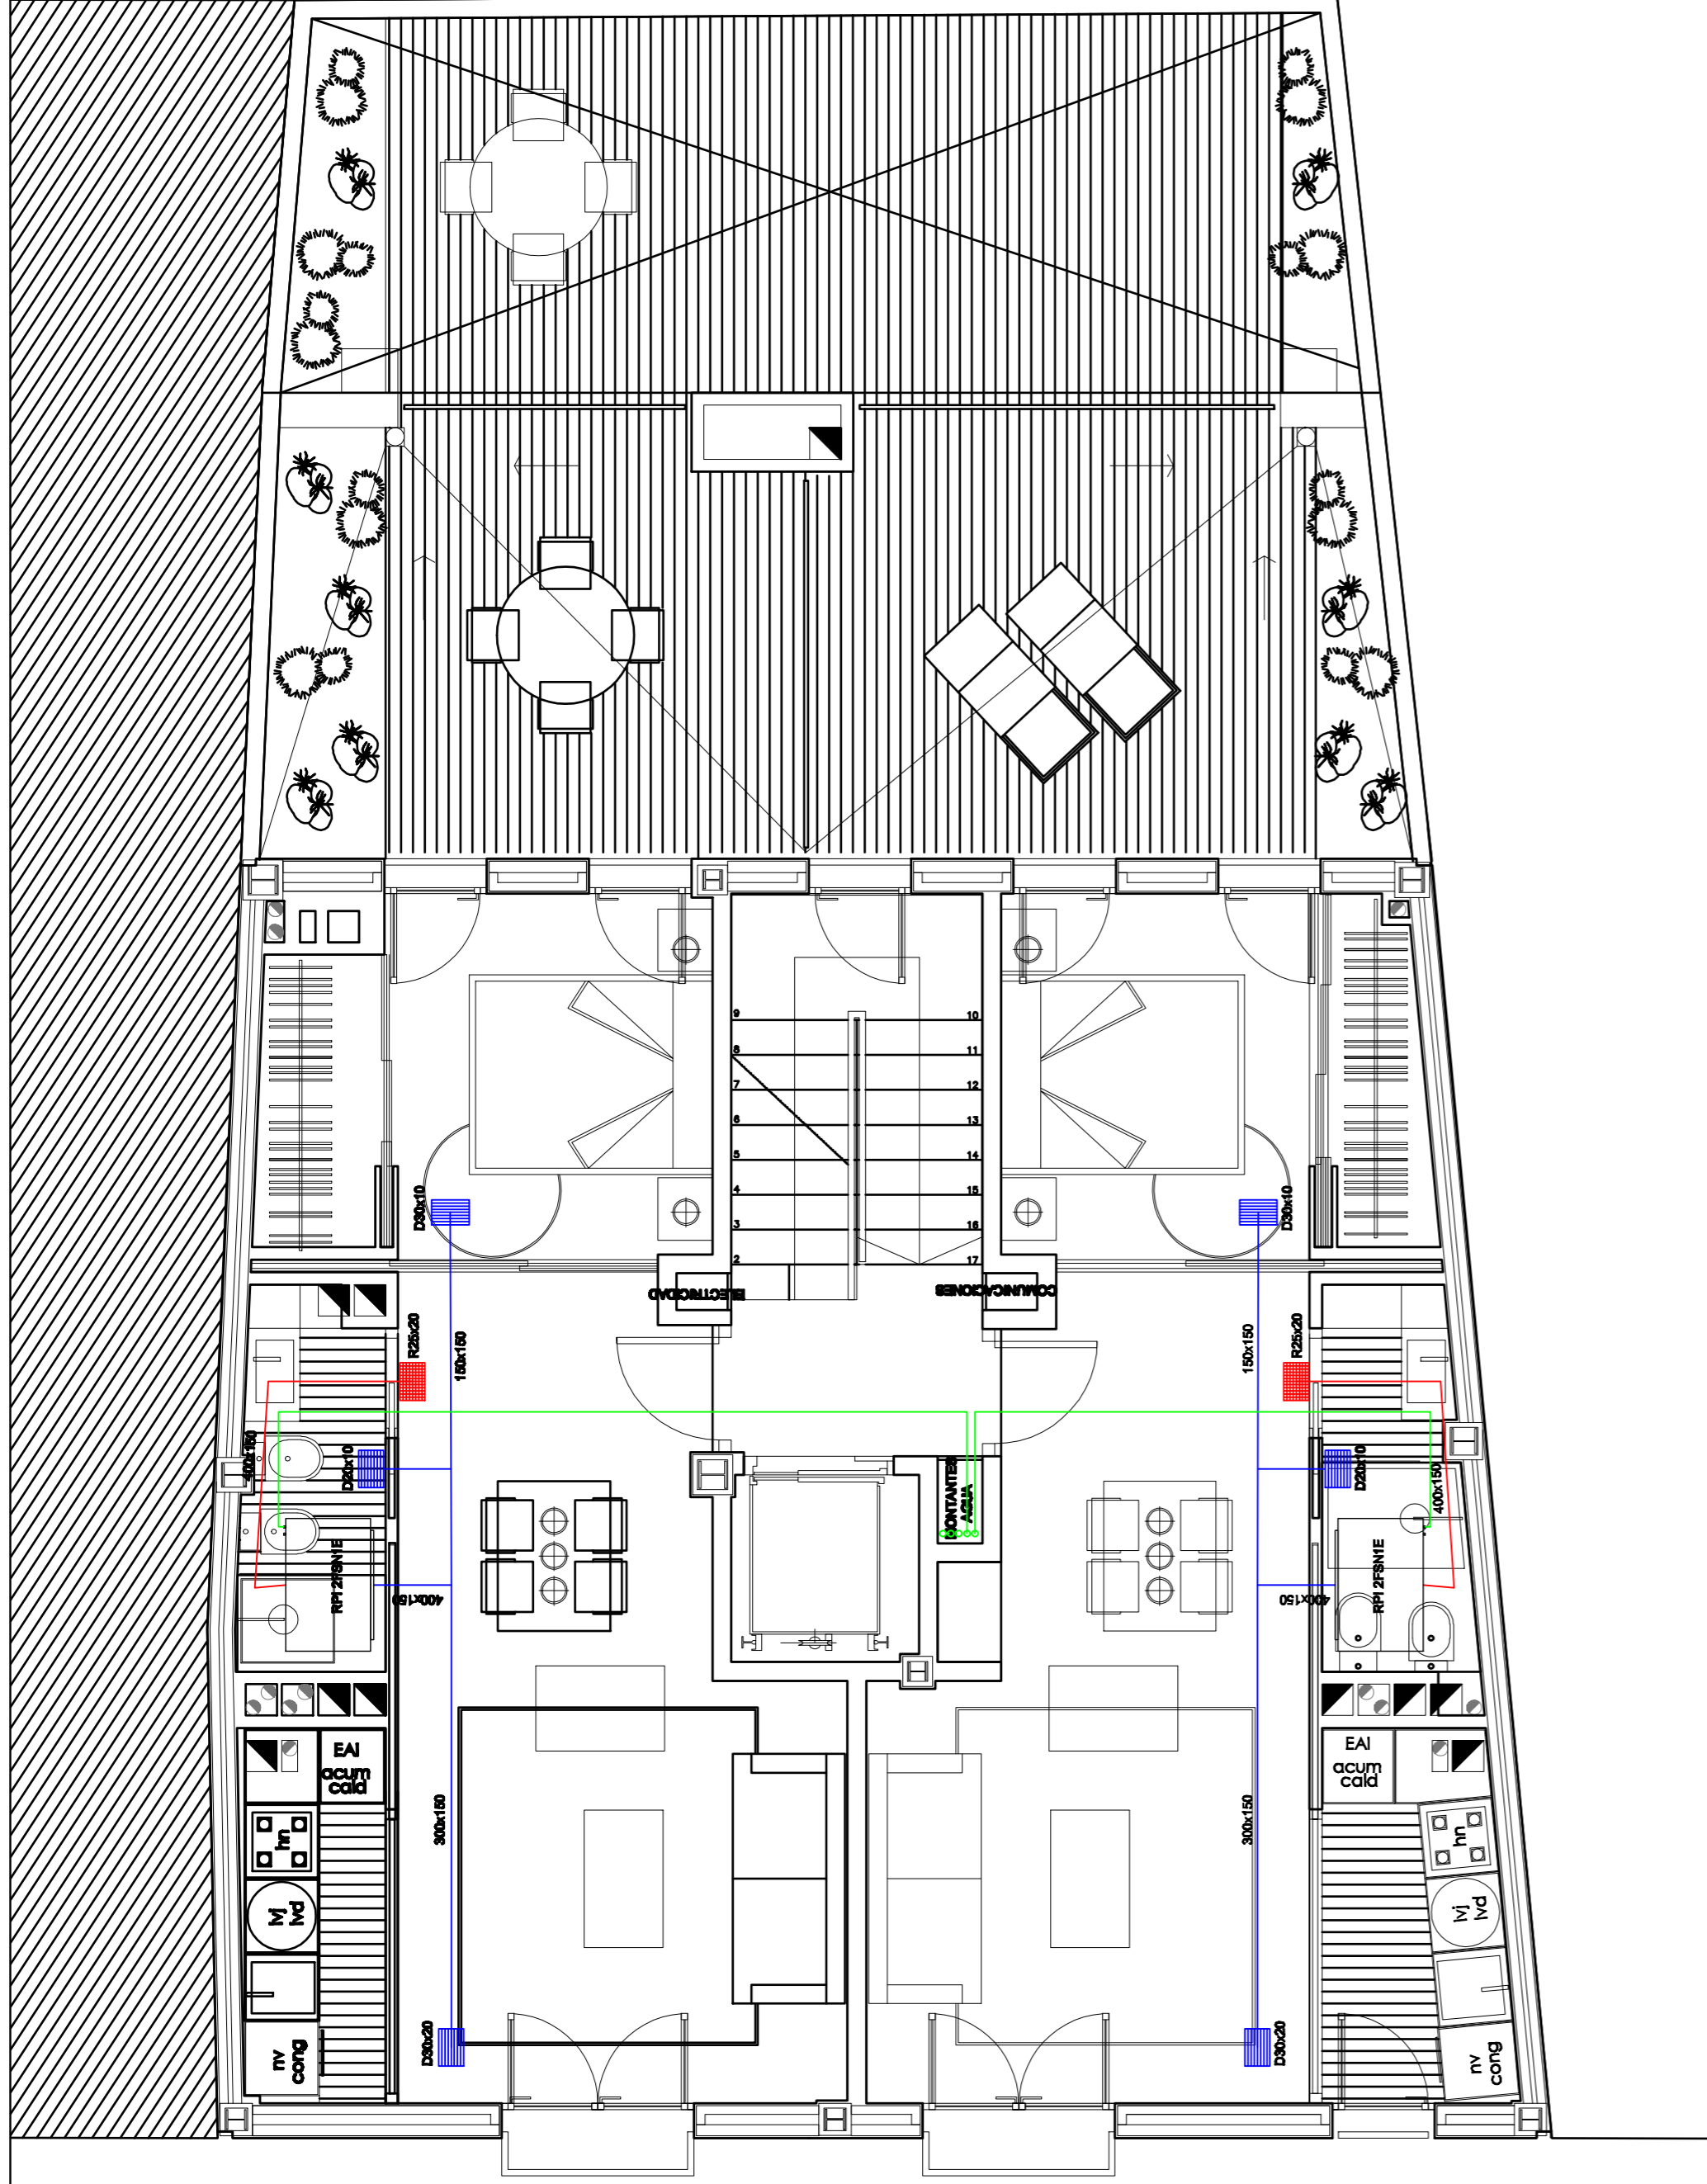 9
10
8
11
7
12
6
13
5
14
4
15
3
16
2
17
D30x10
D30x10
ELECTRICIDAD
COMUNICACIONES
R25x20
150x150
150x150
R25x20
400x150
D20x10
MONTANTES
AGUA
D20x10
400x150
RPI 2FSN1E
400x150
400x150
RPI 2FSN1E
EAI
acum
cald
EAI
acum
cald
300x150
300x150
hn
hn
lvj
lvd
lvj
lvd
nv
cong
nv
cong
D30x20
D30x20